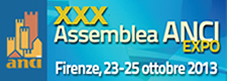 XXX
Assemblea ANCI
EXPO
anci
Firenze, 23-25 ottobre 2013